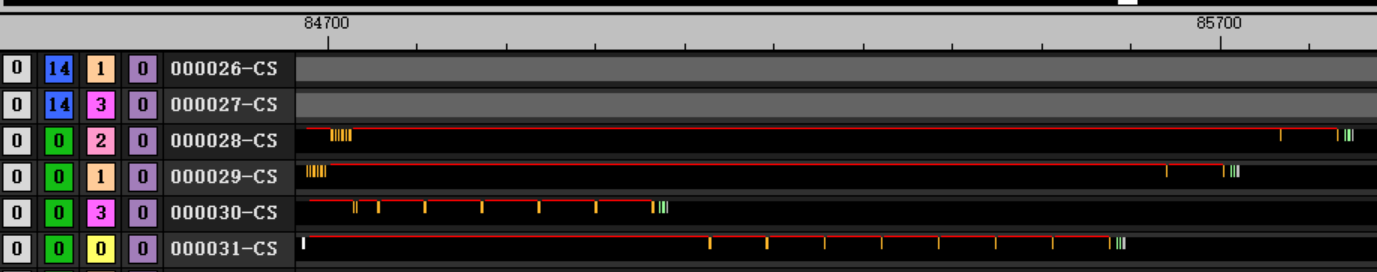 84700 85700
0 14 1 0 000026-CS
0 14 3 0 000027-CS
0 0 2 0 000028-CS
0 0 1 0 000029-CS
0 0 3 0 000030-CS
0 0 0 0 000031-CS